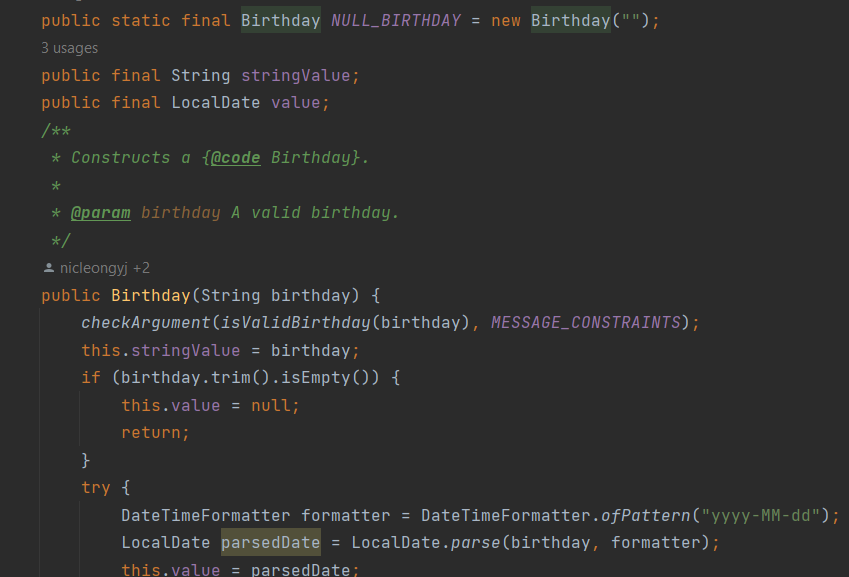 public static final Birthday NULL_BIRTHDAY = new Birthday("");
3 usages
public final String stringValue;
public final LocalDate value;
/**
 * Constructs a {@code Birthday}.
 *
 * @param birthday A valid birthday.
 */
nicleongyj +2
public Birthday(String birthday) {
    checkArgument(isValidBirthday(birthday), MESSAGE_CONSTRAINTS);
    this.stringValue = birthday;
    if (birthday.trim().isEmpty()) {
        this.value = null;
        return;
    }
    try {
        DateTimeFormatter formatter = DateTimeFormatter.ofPattern("yyyy-MM-dd");
        LocalDate parsedDate = LocalDate.parse(birthday, formatter);
        this.value = parsedDate;